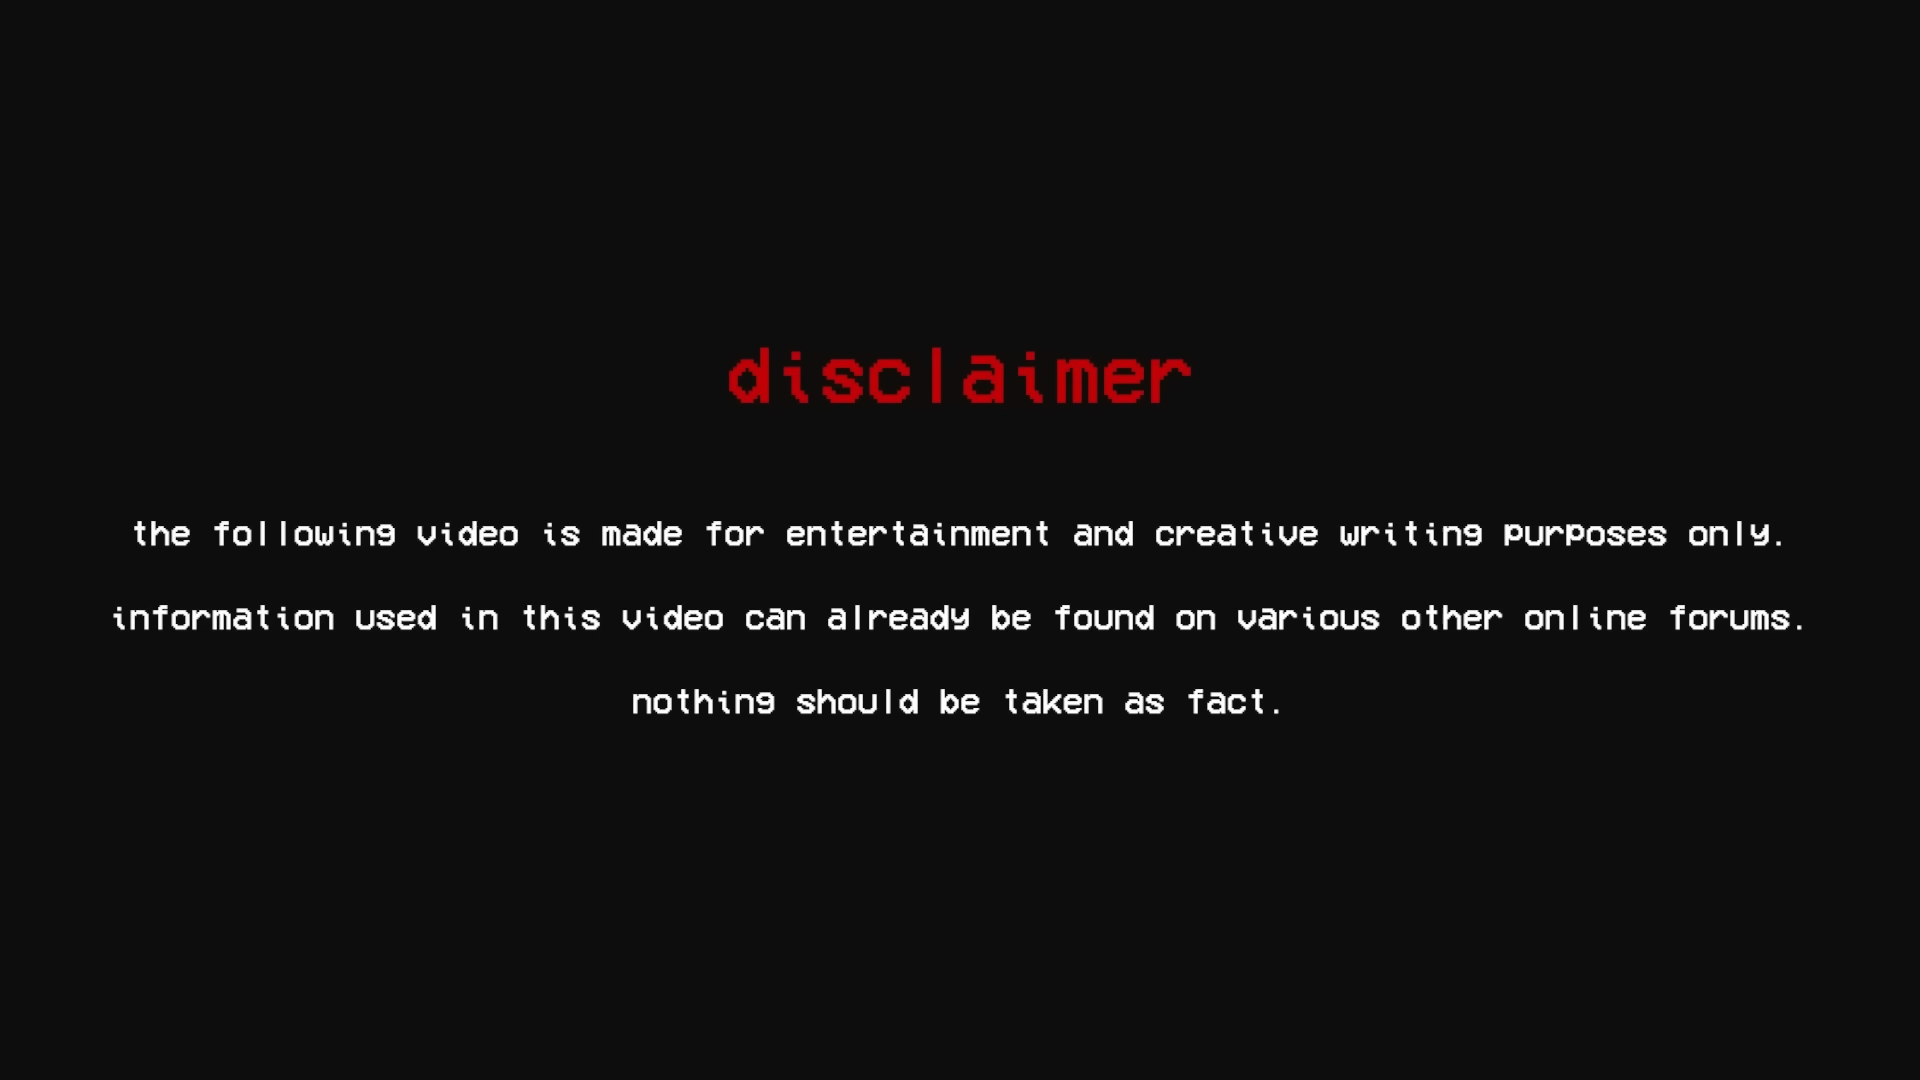 disclaimer
the following video is made for entertainment and creative writing purposes only.
information used in this video can already be found on various other online forums.
nothing should be taken as fact.